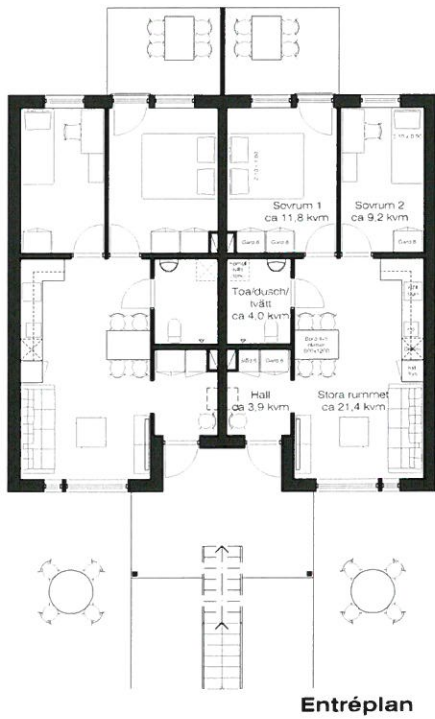 Sovrum 1
ca 11,8 kvm
Sovrum 2
ca 9,2 kvm
Toa/dusch/
tvätt
ca 4,0 kvm
Hall
ca 3,9 kvm
Stora rummet
ca 21,4 kvm
Entréplan